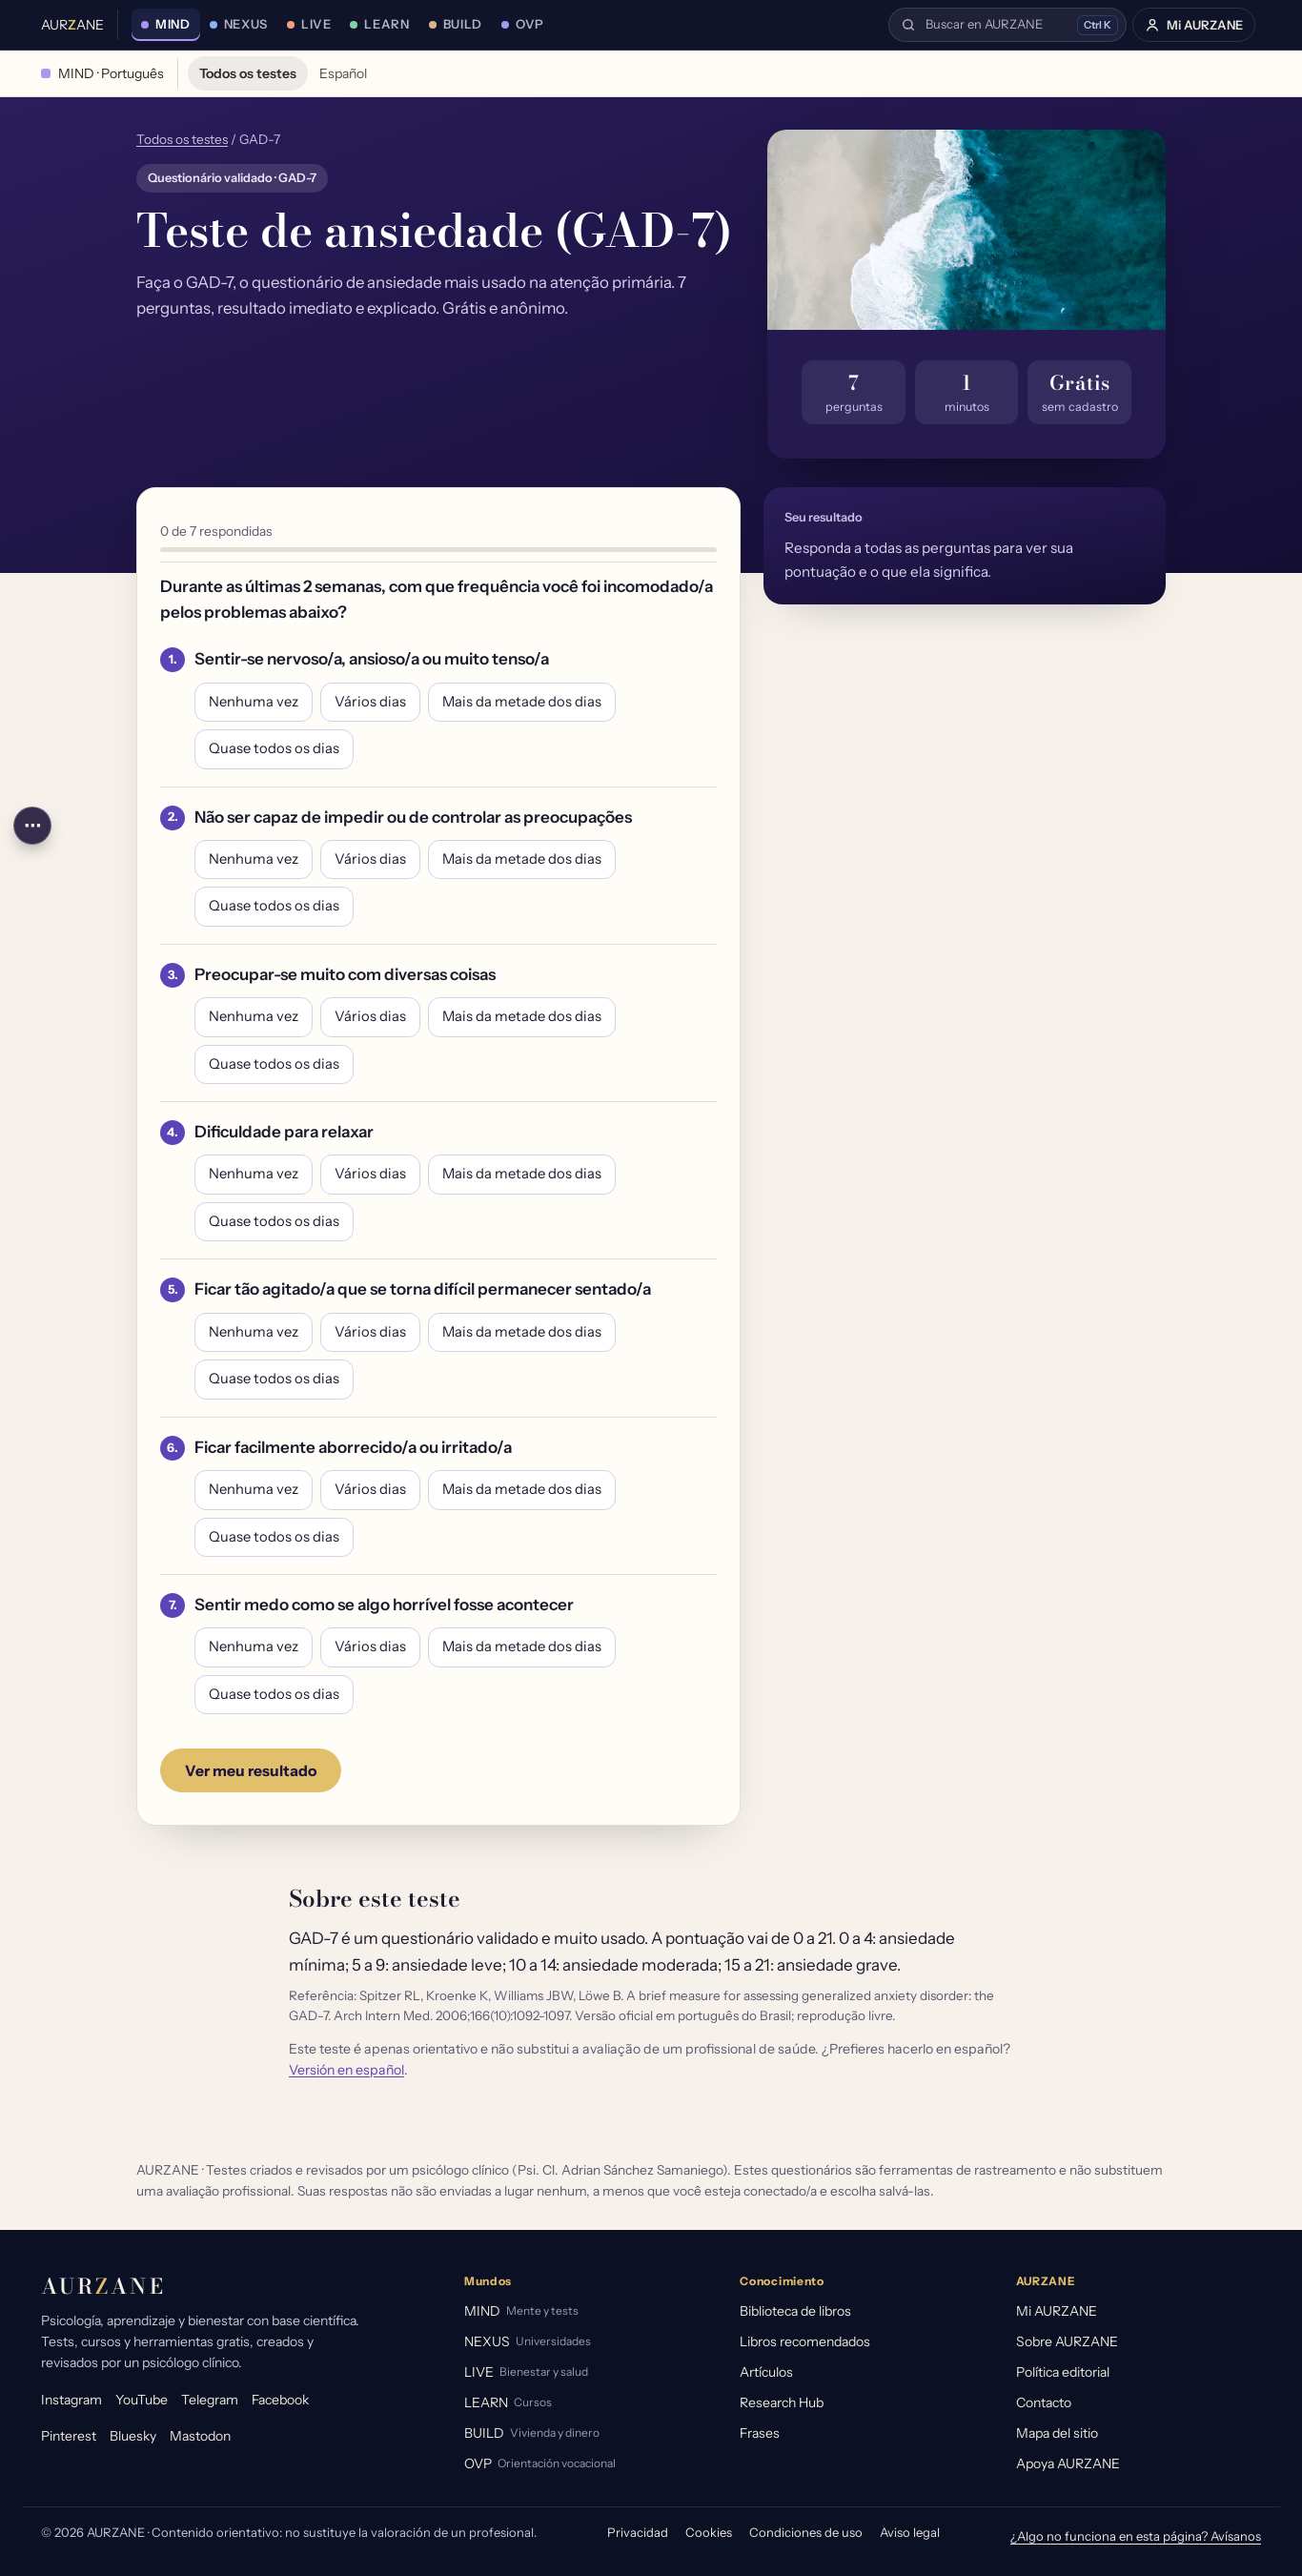 AURZANE
MIND
NEXUS
LIVE
LEARN
BUILD
OVP
Buscar en AURZANE
Ctrl K
Mi AURZANE
MIND · Português
Todos os testes
Español
Todos os testes / GAD-7
Questionário validado · GAD-7
Teste de ansiedade (GAD-7)
Faça o GAD-7, o questionário de ansiedade mais usado na atenção primária. 7
perguntas, resultado imediato e explicado. Grátis e anônimo.
7
perguntas
1
minutos
Grátis
sem cadastro
0 de 7 respondidas
Durante as últimas 2 semanas, com que frequência você foi incomodado/a
pelos problemas abaixo?
1. Sentir-se nervoso/a, ansioso/a ou muito tenso/a
Nenhuma vez
Vários dias
Mais da metade dos dias
Quase todos os dias
2. Não ser capaz de impedir ou de controlar as preocupações
Nenhuma vez
Vários dias
Mais da metade dos dias
Quase todos os dias
3. Preocupar-se muito com diversas coisas
Nenhuma vez
Vários dias
Mais da metade dos dias
Quase todos os dias
4. Dificuldade para relaxar
Nenhuma vez
Vários dias
Mais da metade dos dias
Quase todos os dias
5. Ficar tão agitado/a que se torna difícil permanecer sentado/a
Nenhuma vez
Vários dias
Mais da metade dos dias
Quase todos os dias
6. Ficar facilmente aborrecido/a ou irritado/a
Nenhuma vez
Vários dias
Mais da metade dos dias
Quase todos os dias
7. Sentir medo como se algo horrível fosse acontecer
Nenhuma vez
Vários dias
Mais da metade dos dias
Quase todos os dias
Ver meu resultado
Seu resultado
Responda a todas as perguntas para ver sua
pontuação e o que ela significa.
Sobre este teste
GAD-7 é um questionário validado e muito usado. A pontuação vai de 0 a 21. 0 a 4: ansiedade
mínima; 5 a 9: ansiedade leve; 10 a 14: ansiedade moderada; 15 a 21: ansiedade grave.
Referência: Spitzer RL, Kroenke K, Williams JBW, Löwe B. A brief measure for assessing generalized anxiety disorder: the
GAD-7. Arch Intern Med. 2006;166(10):1092-1097. Versão oficial em português do Brasil; reprodução livre.
Este teste é apenas orientativo e não substitui a avaliação de um profissional de saúde. ¿Prefieres hacerlo en español?
Versión en español.
AURZANE · Testes criados e revisados por um psicólogo clínico (Psi. Cl. Adrian Sánchez Samaniego). Estes questionários são ferramentas de rastreamento e não substituem
uma avaliação profissional. Suas respostas não são enviadas a lugar nenhum, a menos que você esteja conectado/a e escolha salvá-las.
AURZANE
Psicología, aprendizaje y bienestar con base científica.
Tests, cursos y herramientas gratis, creados y
revisados por un psicólogo clínico.
Instagram YouTube Telegram Facebook
Pinterest Bluesky Mastodon
Mundos
MIND Mente y tests
NEXUS Universidades
LIVE Bienestar y salud
LEARN Cursos
BUILD Vivienda y dinero
OVP Orientación vocacional
Conocimiento
Biblioteca de libros
Libros recomendados
Artículos
Research Hub
Frases
AURZANE
Mi AURZANE
Sobre AURZANE
Política editorial
Contacto
Mapa del sitio
Apoya AURZANE
© 2026 AURZANE · Contenido orientativo: no sustituye la valoración de un profesional.
Privacidad Cookies Condiciones de uso Aviso legal
¿Algo no funciona en esta página? Avísanos